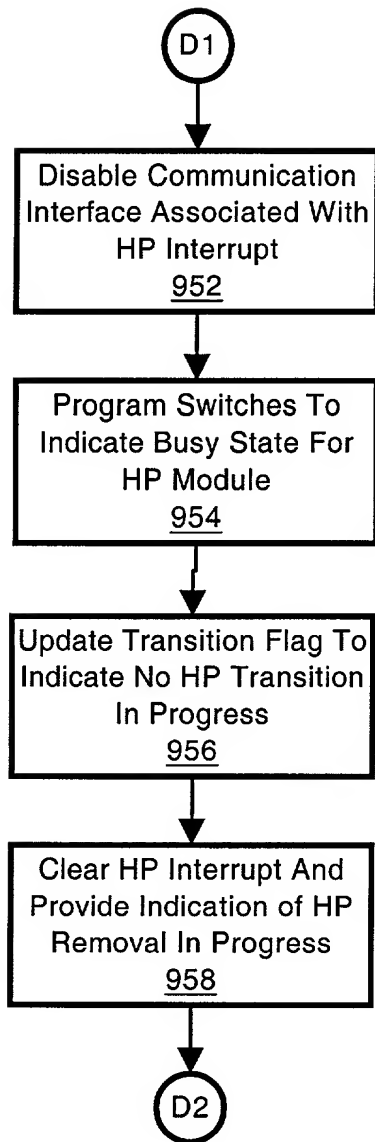 D1
Disable Communication
Interface Associated With
HP Interrupt
952
Program Switches To
Indicate Busy State For
HP Module
954
Update Transition Flag To
Indicate No HP Transition
In Progress
956
Clear HP Interrupt And
Provide Indication of HP
Removal In Progress
958
D2